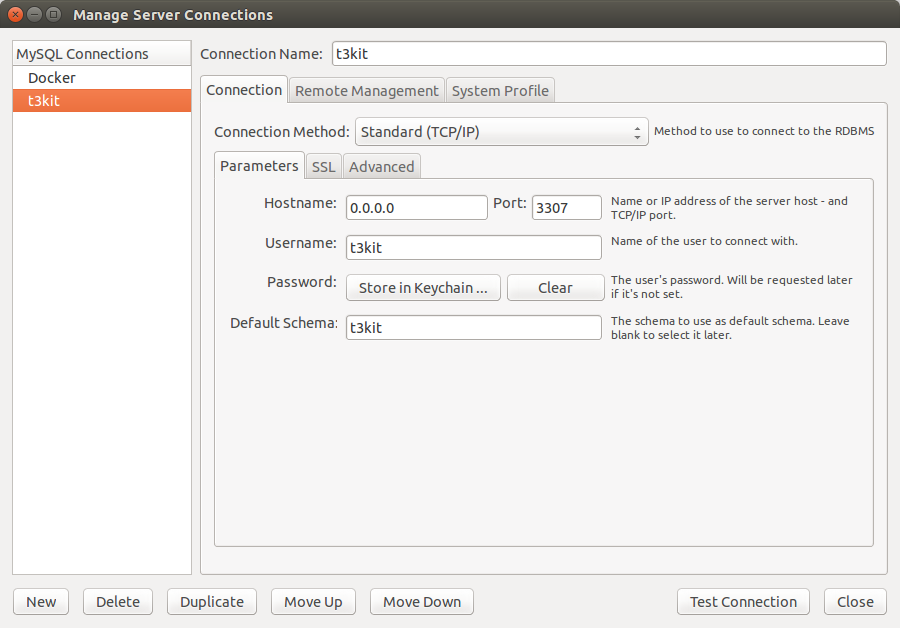 Manage Server Connections
MySQL Connections
Docker
t3kit
Connection Name: t3kit
Connection Remote Management System Profile
Connection Method: Standard (TCP/IP) Method to use to connect to the RDBMS
Parameters SSL Advanced
Hostname: 0.0.0.0 Port: 3307 Name or IP address of the server host - and
TCP/IP port.
Username: t3kit Name of the user to connect with.
Password: Store in Keychain ... Clear The user's password. Will be requested later
if it's not set.
Default Schema: t3kit The schema to use as default schema. Leave
blank to select it later.
New Delete Duplicate Move Up Move Down Test Connection Close